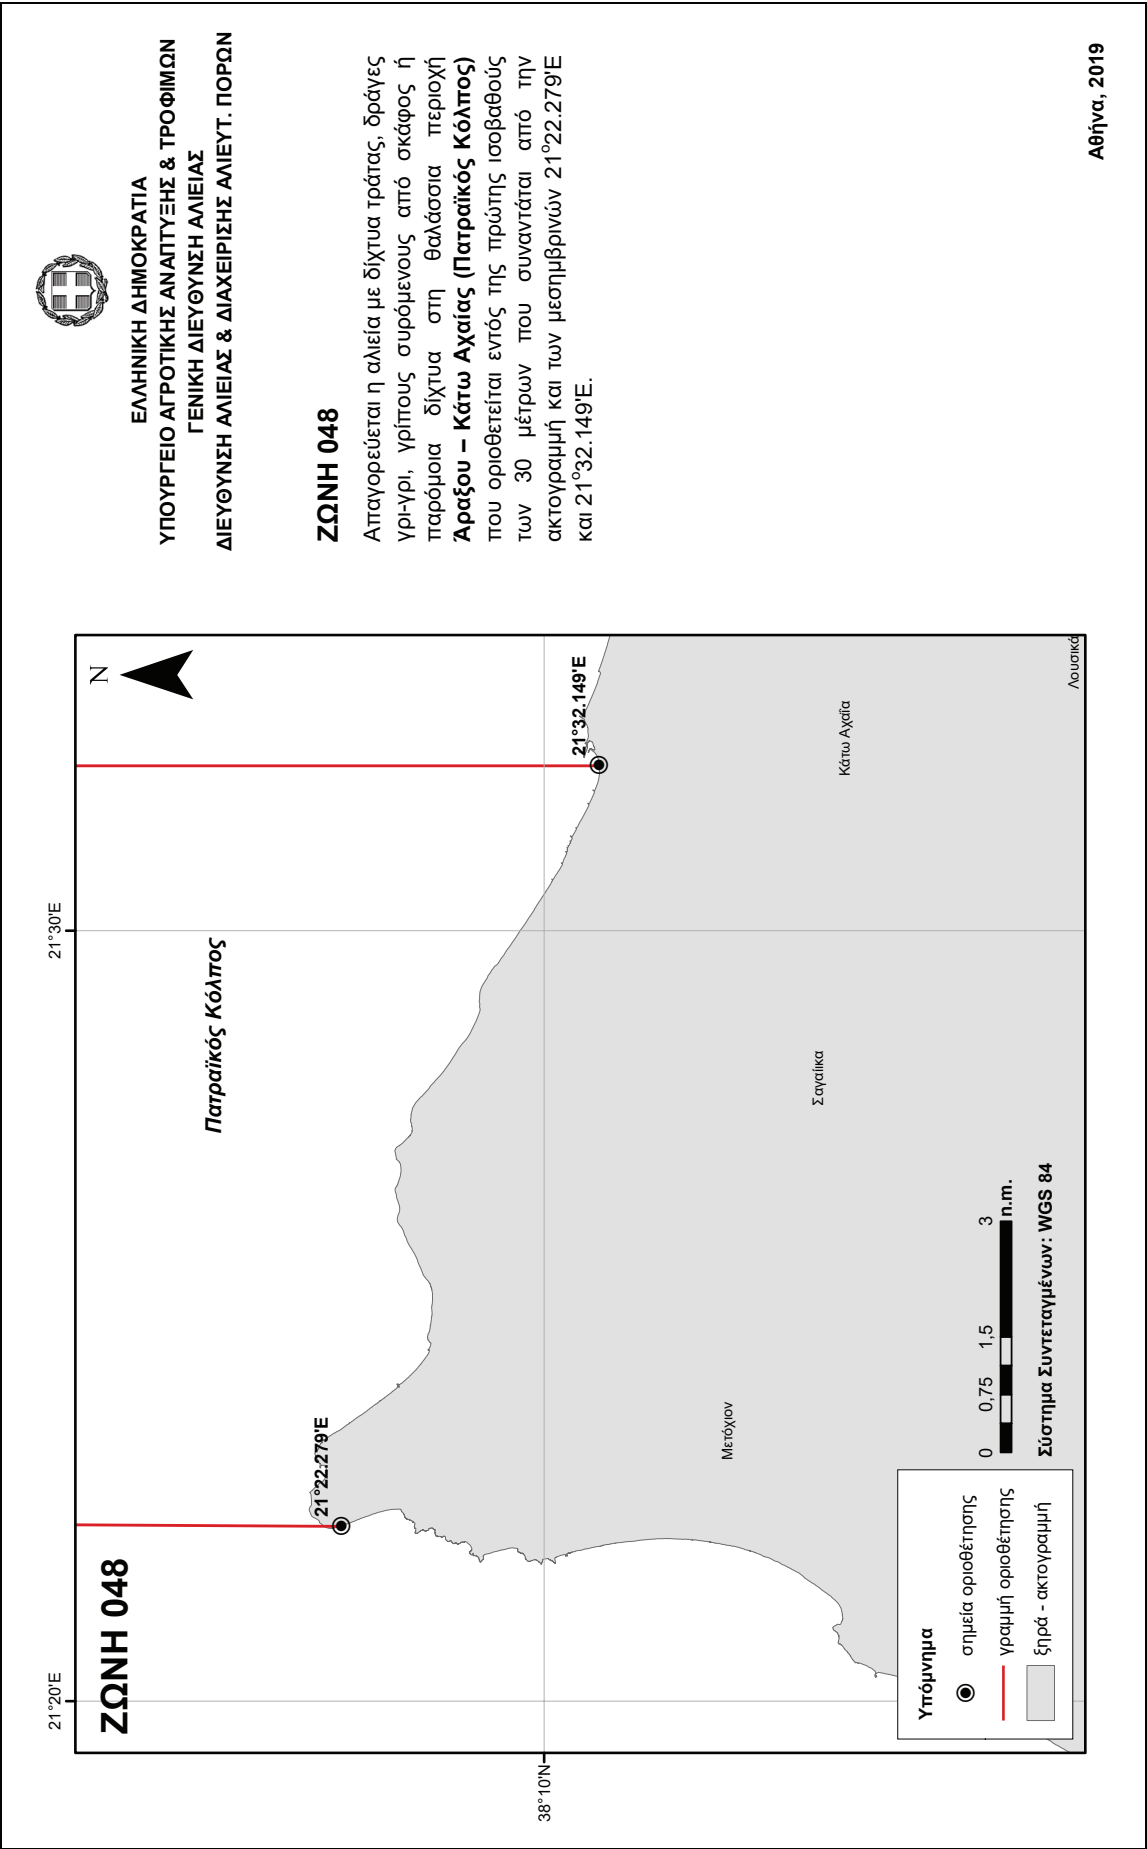 ΕΛΛΗΝΙΚΗ ΔΗΜΟΚΡΑΤΙΑ
ΥΠΟΥΡΓΕΙΟ ΑΓΡΟΤΙΚΗΣ ΑΝΑΠΤΥΞΗΣ & ΤΡΟΦΙΜΩΝ
ΓΕΝΙΚΗ ΔΙΕΥΘΥΝΣΗ ΑΛΙΕΙΑΣ
ΔΙΕΥΘΥΝΣΗ ΑΛΙΕΙΑΣ & ΔΙΑΧΕΙΡΙΣΗΣ ΑΛΙΕΥΤ. ΠΟΡΩΝ
ΖΩΝΗ 048
Απαγορεύεται η αλιεία με δίχτυα τράτας, δράγες
γρι-γρι, γρίπους συρόμενους από σκάφος ή
παρόμοια δίχτυα στη θαλάσσια περιοχή
Άραξου – Κάτω Αχαίας (Πατραϊκός Κόλπος)
που οριοθετείται εντός της πρώτης ισοβαθούς
των 30 μέτρων που συναντάται από την
ακτογραμμή και των μεσημβρινών 21°22.279'E
και 21°32.149'E.
Αθήνα, 2019
21°20'E
21°30'E
38°10'N
ΖΩΝΗ 048
Πατραϊκός Κόλπος
N
21°22.279'E
21°32.149'E
Μετόχιον
Σαγαίικα
Κάτω Αχαΐα
Λουσικά
Υπόμνημα
σημεία οριοθέτησης
γραμμή οριοθέτησης
ξηρά - ακτογραμμή
0 0,75 1,5 3
n.m.
Σύστημα Συντεταγμένων: WGS 84